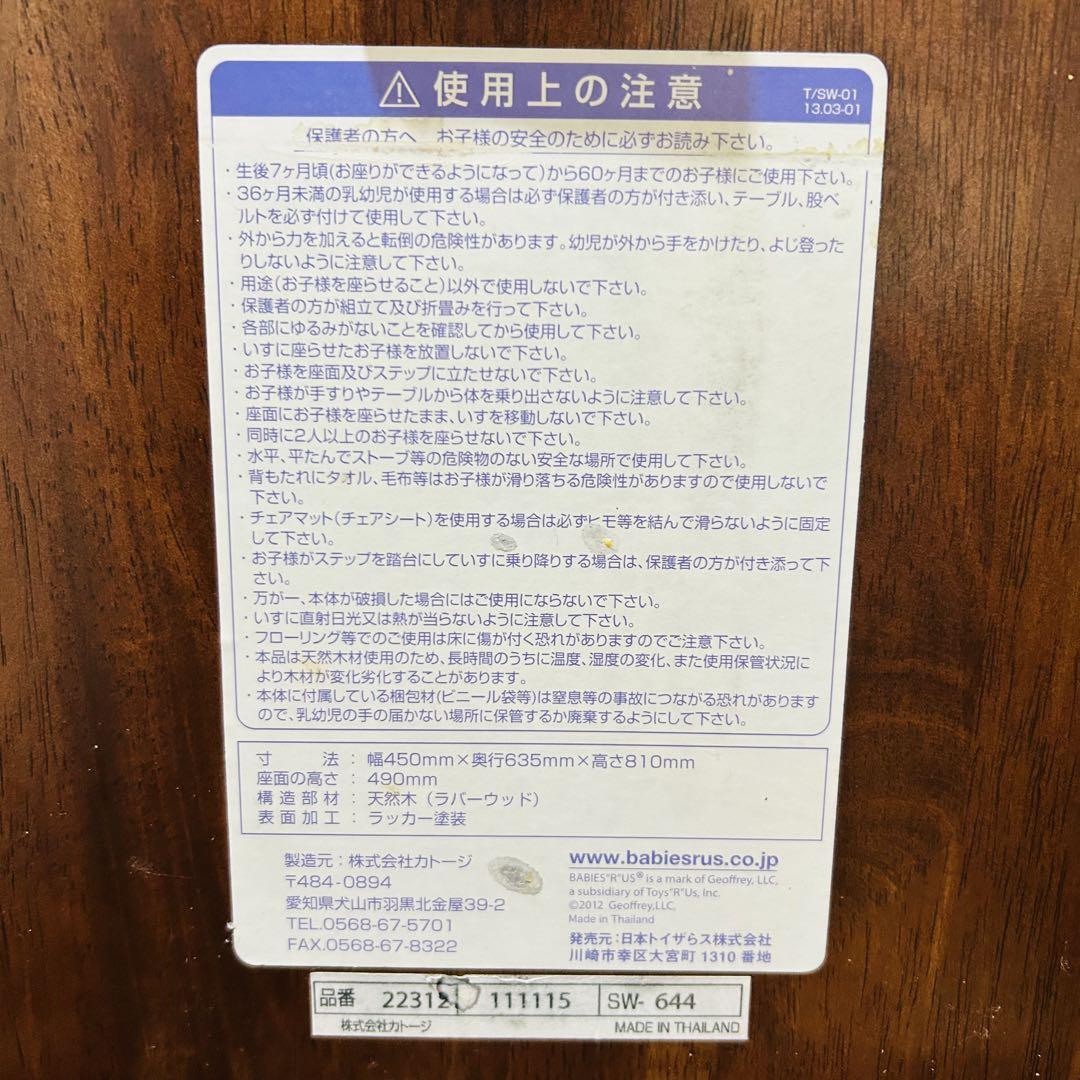 ⚠使用上の注意
T/SW-01
13.03-01
保護者の方へ お子様の安全のために必ずお読み下さい。
・生後7ヶ月頃(お座りができるようになって)から60ヶ月までのお子様にご使用下さい。
・36ヶ月未満の乳幼児が使用する場合は必ず保護者の方が付き添い、テーブル、股ベ
ルトを必ず付けて使用して下さい。
・外から力を加えると転倒の危険性があります。幼児が外から手をかけたり、よじ登った
りしないように注意して下さい。
・用途(お子様を座らせること)以外で使用しないで下さい。
・保護者の方が組立て及び折畳みを行って下さい。
・各部にゆるみがないことを確認してから使用して下さい。
・いすに座らせたお子様を放置しないで下さい。
・お子様を座面及びステップに立たせないで下さい。
・お子様が手すりやテーブルから体を乗り出さないように注意して下さい。
・座面にお子様を座らせたまま、いすを移動しないで下さい。
・同時に2人以上のお子様を座らせないで下さい。
・水平、平たんでストーブ等の危険物のない安全な場所で使用して下さい。
・背もたれにタオル、毛布等はお子様が滑り落ちる危険性がありますので使用しないで
下さい。
・チェアマット(チェアシート)を使用する場合は必ずヒモ等を結んで滑らないように固定
して下さい。
・お子様がステップを踏台にしていすに乗り降りする場合は、保護者の方が付き添って下
さい。
・万が一、本体が破損した場合にはご使用にならないで下さい。
・いすに直射日光又は熱が当らないように注意して下さい。
・フローリング等でのご使用は床に傷が付く恐れがありますのでご注意下さい。
・本品は天然木材使用のため、長時間のうちに温度、湿度の変化、また使用保管状況に
より木材が変化劣化することがあります。
・本体に付属している梱包材(ビニール袋等)は窒息等の事故につながる恐れがあります
ので、乳幼児の手の届かない場所に保管するか廃棄するようにして下さい。
寸法：幅450mm×奥行635mm×高さ810mm
座面の高さ：490mm
構造部材：天然木（ラバーウッド）
表面加工：ラッカー塗装
製造元：株式会社カトージ
〒484-0894
愛知県犬山市羽黒北金屋39-2
TEL.0568-67-5701
FAX.0568-67-8322
www.babiesrus.co.jp
BABIES"R"US® is a mark of Geoffrey, LLC,
a subsidiary of Toys"R"Us, Inc.
©2012 Geoffrey,LLC,
Made in Thailand
発売元：日本トイザらス株式会社
川崎市幸区大宮町 1310 番地
品番 22312 111115 SW- 644
株式会社カトージ MADE IN THAILAND